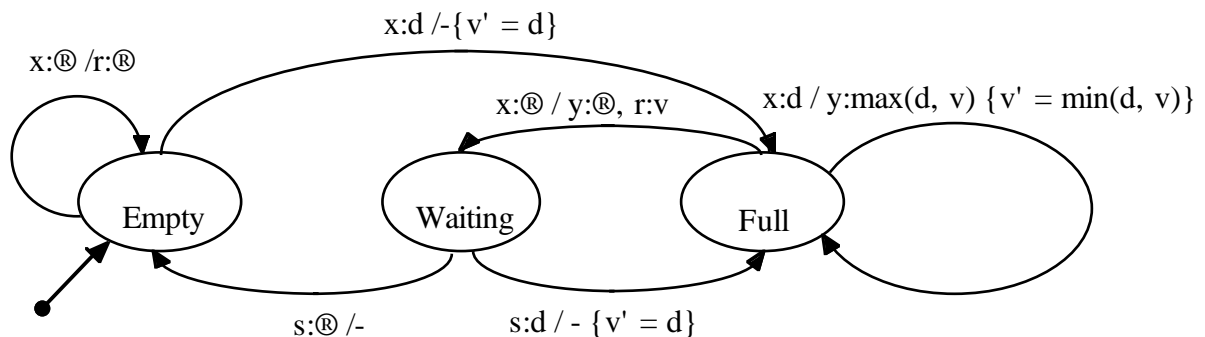 x:d /-{v' = d}
x:® /r:®
x:® / y:®, r:v
x:d / y:max(d, v) {v' = min(d, v)}
Empty
Waiting
Full
s:® /-
s:d / - {v' = d}